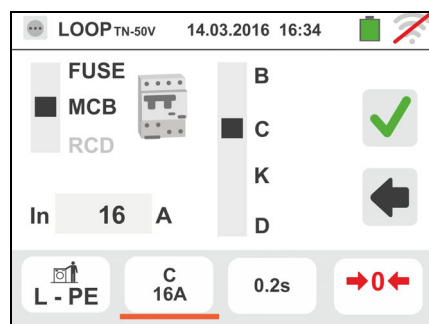 LOOP TN-50V 14.03.2016 16:34
FUSE
MCB
RCD
B
C
K
D
In 16 A
L - PE
C
16A
0.2s
0